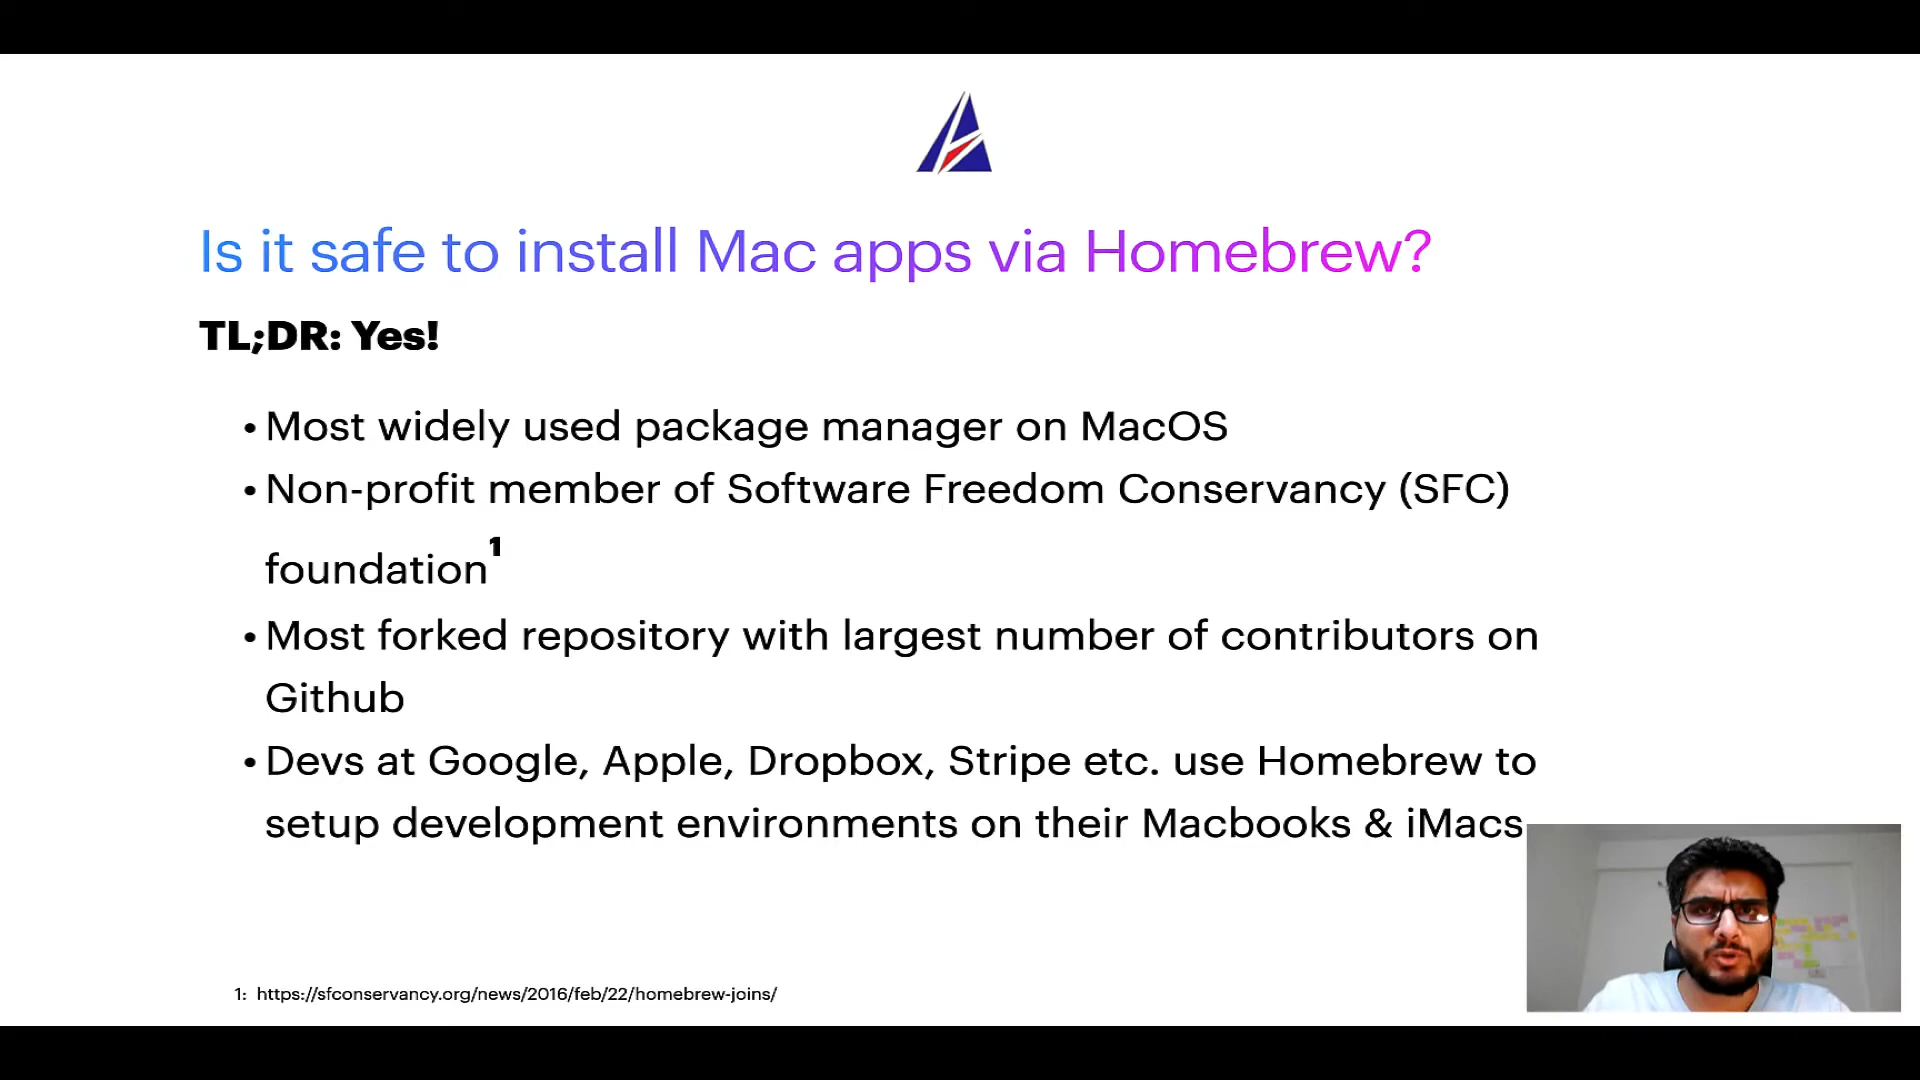 Is it safe to install Mac apps via Homebrew?
TL;DR: Yes!
• Most widely used package manager on MacOS
• Non-profit member of Software Freedom Conservancy (SFC)
foundation¹
• Most forked repository with largest number of contributors on
Github
• Devs at Google, Apple, Dropbox, Stripe etc. use Homebrew to
setup development environments on their Macbooks & iMacs
1: https://sfconservancy.org/news/2016/feb/22/homebrew-joins/